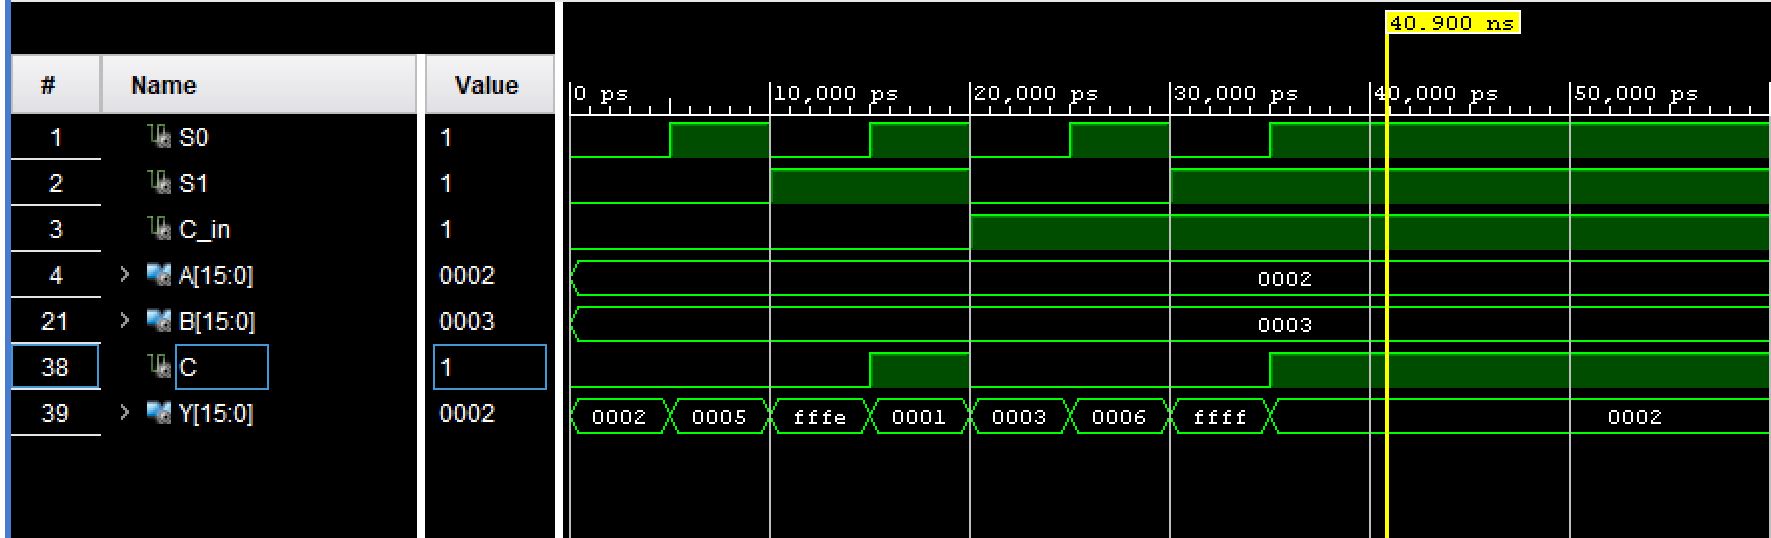 40.900 ns
# Name Value 0 ps 10,000 ps 20,000 ps 30,000 ps 40,000 ps 50,000 ps
1 S0 1
2 S1 1
3 C_in 1
4 A[15:0] 0002 0002
21 B[15:0] 0003 0003
38 C 1
39 Y[15:0] 0002 0002 0005 fffe 0001 0003 0006 ffff 0002